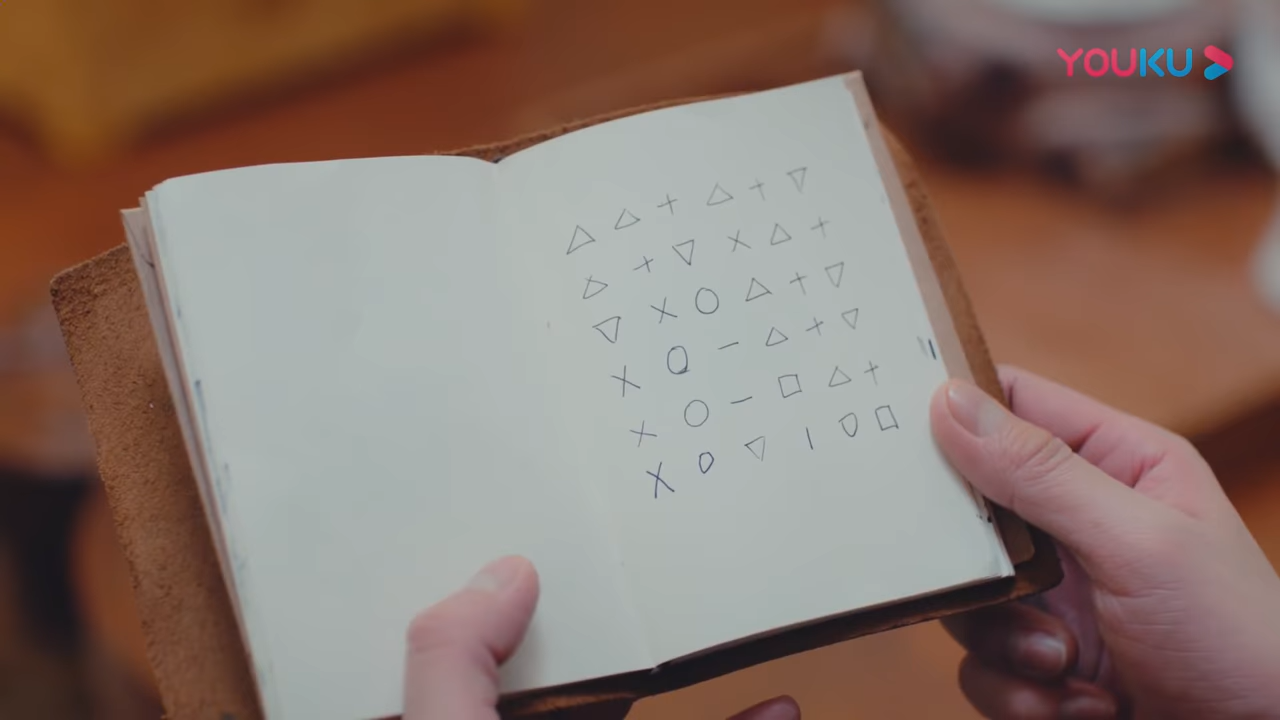 YOUKU
△ △ + △ + ▽
△ + ▽ × △ +
▽ × ○ △ + ▽
× ○ — △ + ▽
× ○ — □ △ +
× ○ ▽ | ▽ □